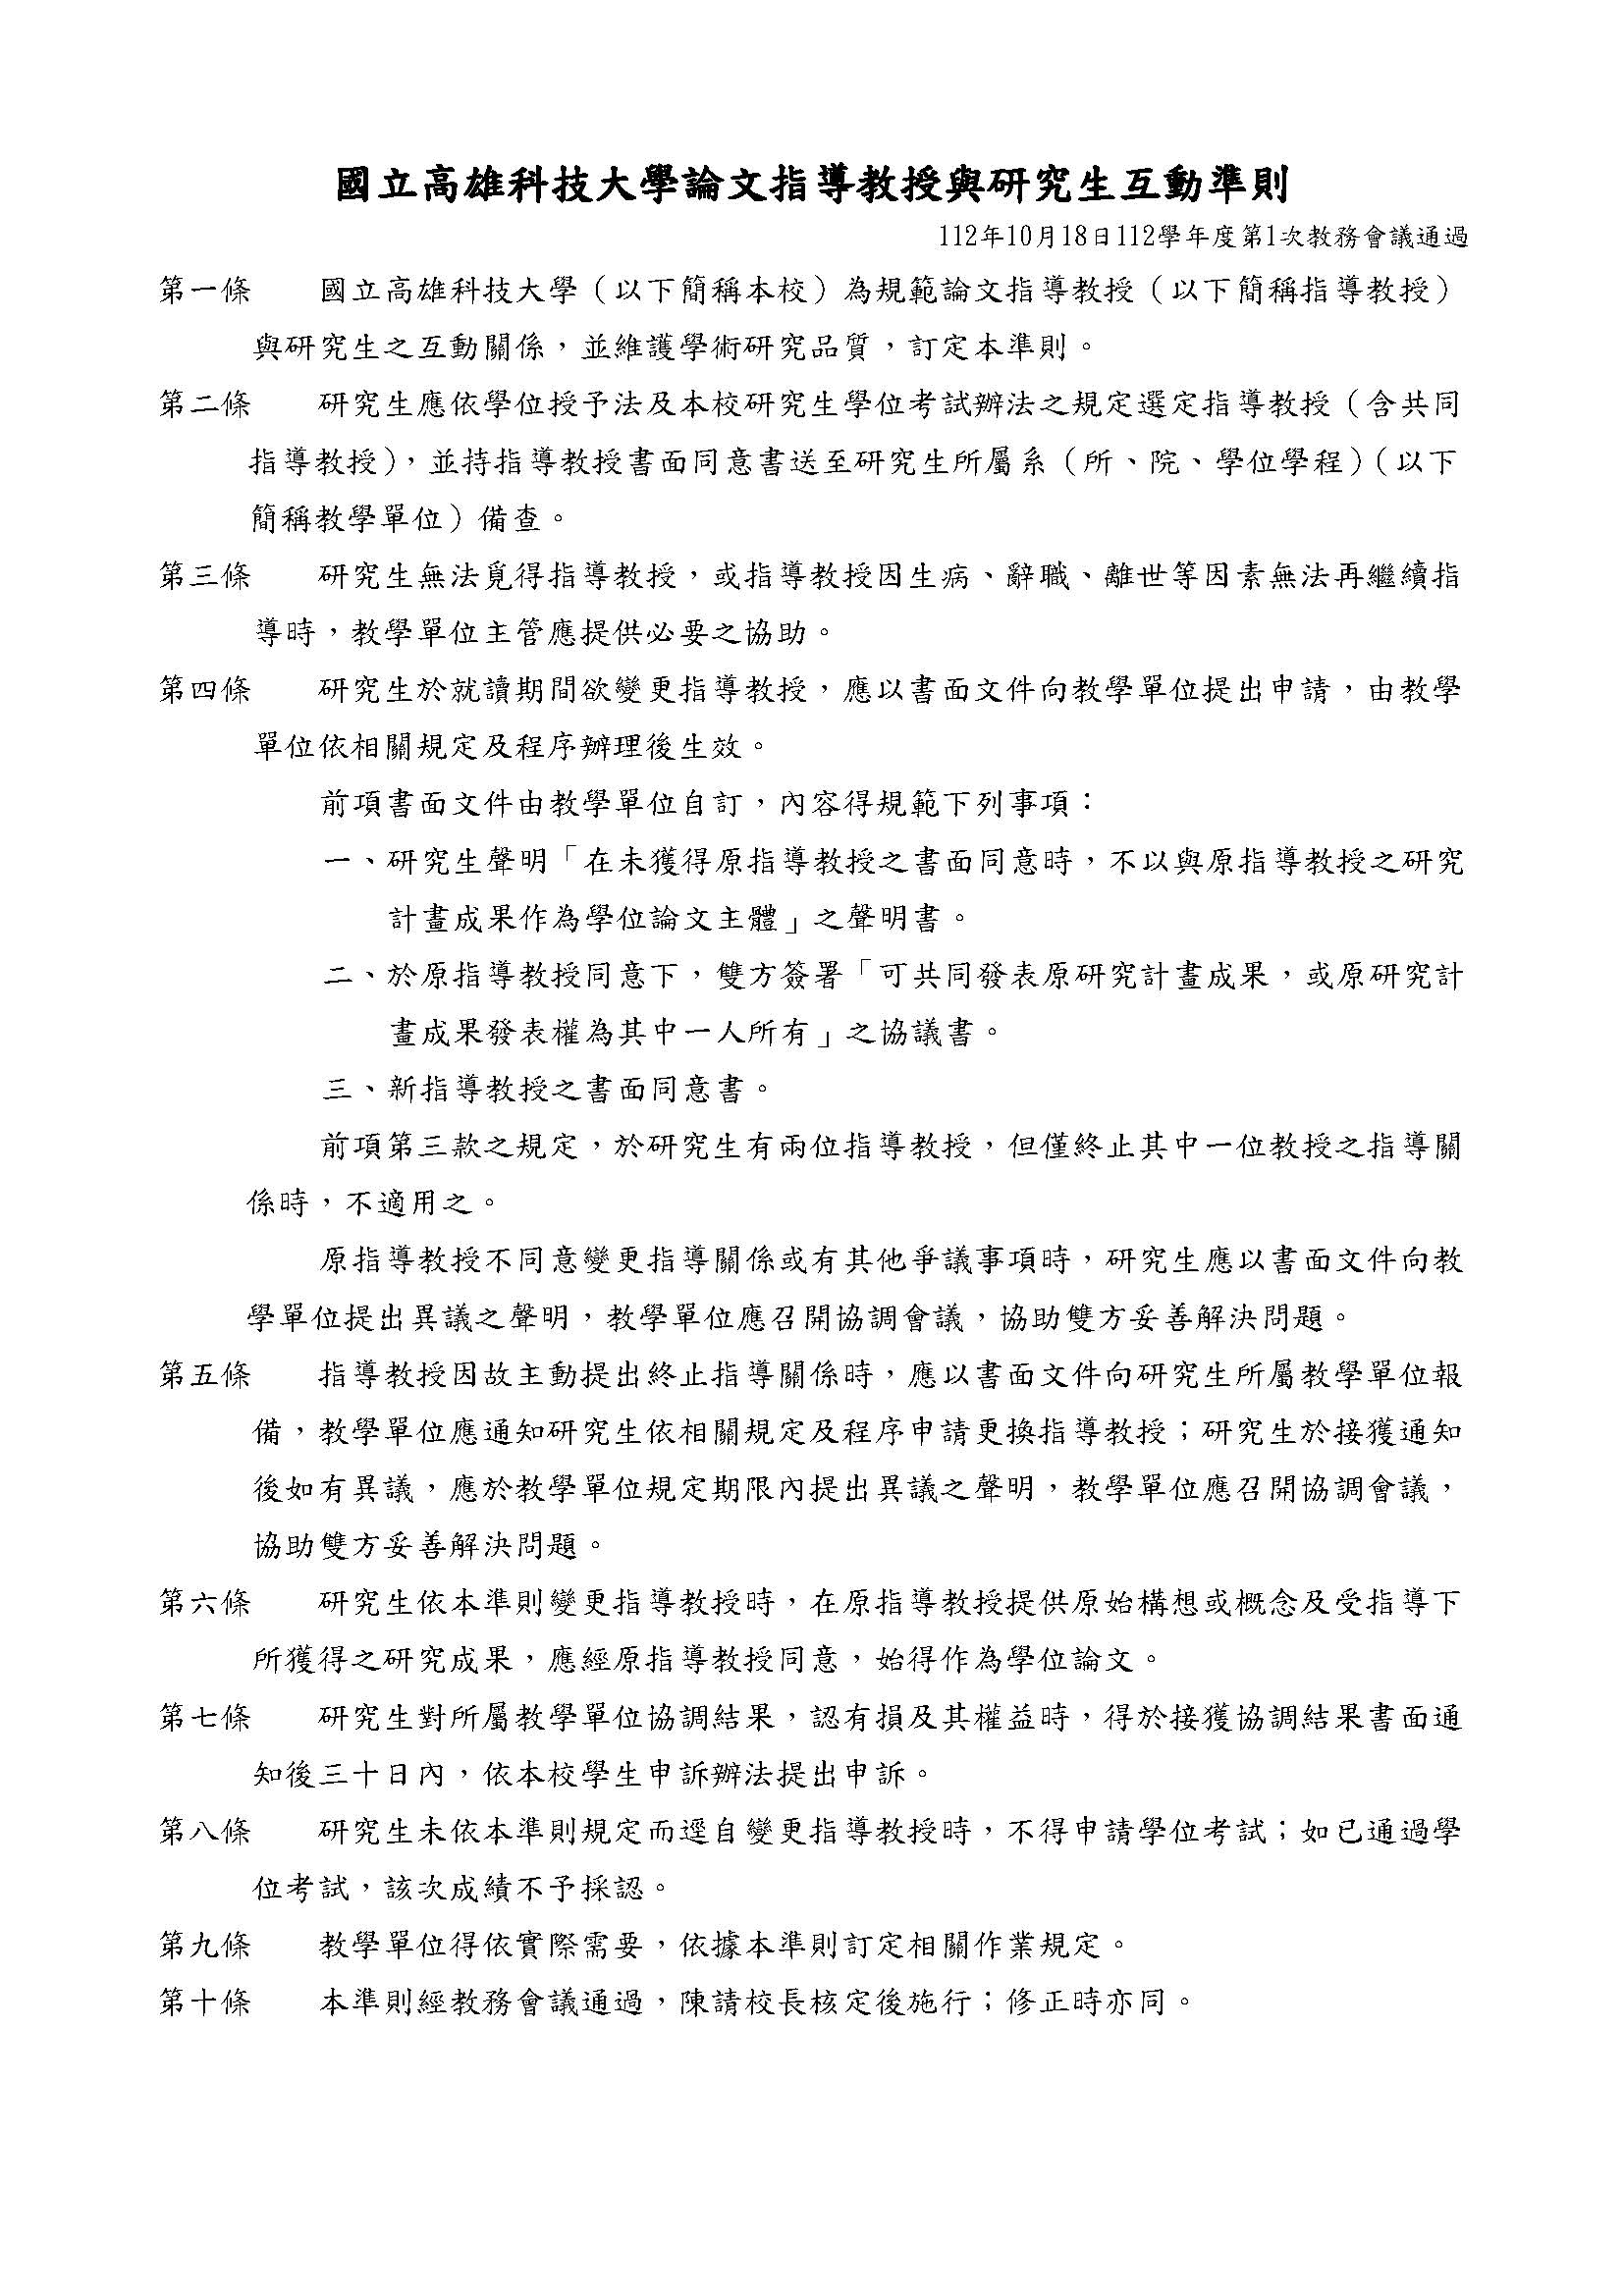 國立高雄科技大學論文指導教授與研究生互動準則
112年10月18日112學年度第1次教務會議通過
第一條　　國立高雄科技大學（以下簡稱本校）為規範論文指導教授（以下簡稱指導教授）
與研究生之互動關係，並維護學術研究品質，訂定本準則。
第二條　　研究生應依學位授予法及本校研究生學位考試辦法之規定選定指導教授（含共同
指導教授），並持指導教授書面同意書送至研究生所屬系（所、院、學位學程）（以下
簡稱教學單位）備查。
第三條　　研究生無法覓得指導教授，或指導教授因生病、辭職、離世等因素無法再繼續指
導時，教學單位主管應提供必要之協助。
第四條　　研究生於就讀期間欲變更指導教授，應以書面文件向教學單位提出申請，由教學
單位依相關規定及程序辦理後生效。
前項書面文件由教學單位自訂，內容得規範下列事項：
一、研究生聲明「在未獲得原指導教授之書面同意時，不以與原指導教授之研究
計畫成果作為學位論文主體」之聲明書。
二、於原指導教授同意下，雙方簽署「可共同發表原研究計畫成果，或原研究計
畫成果發表權為其中一人所有」之協議書。
三、新指導教授之書面同意書。
前項第三款之規定，於研究生有兩位指導教授，但僅終止其中一位教授之指導關
係時，不適用之。
原指導教授不同意變更指導關係或有其他爭議事項時，研究生應以書面文件向教
學單位提出異議之聲明，教學單位應召開協調會議，協助雙方妥善解決問題。
第五條　　指導教授因故主動提出終止指導關係時，應以書面文件向研究生所屬教學單位報
備，教學單位應通知研究生依相關規定及程序申請更換指導教授；研究生於接獲通知
後如有異議，應於教學單位規定期限內提出異議之聲明，教學單位應召開協調會議，
協助雙方妥善解決問題。
第六條　　研究生依本準則變更指導教授時，在原指導教授提供原始構想或概念及受指導下
所獲得之研究成果，應經原指導教授同意，始得作為學位論文。
第七條　　研究生對所屬教學單位協調結果，認有損及其權益時，得於接獲協調結果書面通
知後三十日內，依本校學生申訴辦法提出申訴。
第八條　　研究生未依本準則規定而逕自變更指導教授時，不得申請學位考試；如已通過學
位考試，該次成績不予採認。
第九條　　教學單位得依實際需要，依據本準則訂定相關作業規定。
第十條　　本準則經教務會議通過，陳請校長核定後施行；修正時亦同。